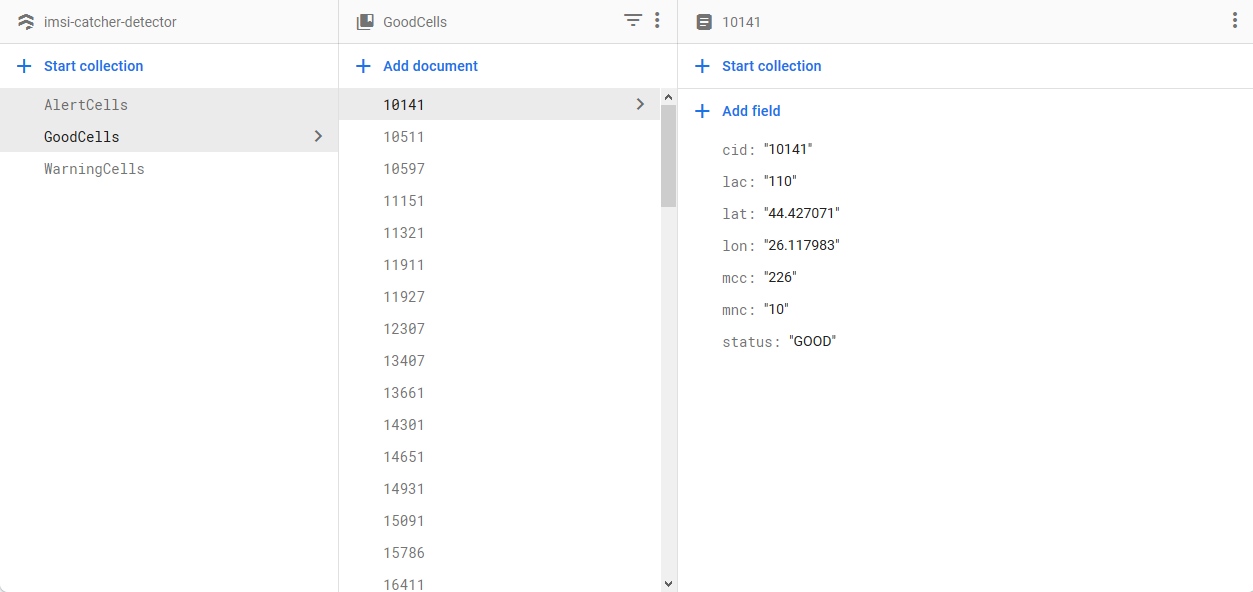 imsi-catcher-detector
Start collection
AlertCells
GoodCells
WarningCells
GoodCells
Add document
10141
10511
10597
11151
11321
11911
11927
12307
13407
13661
14301
14651
14931
15091
15786
16411
10141
Start collection
Add field
cid: "10141"
lac: "110"
lat: "44.427071"
lon: "26.117983"
mcc: "226"
mnc: "10"
status: "GOOD"